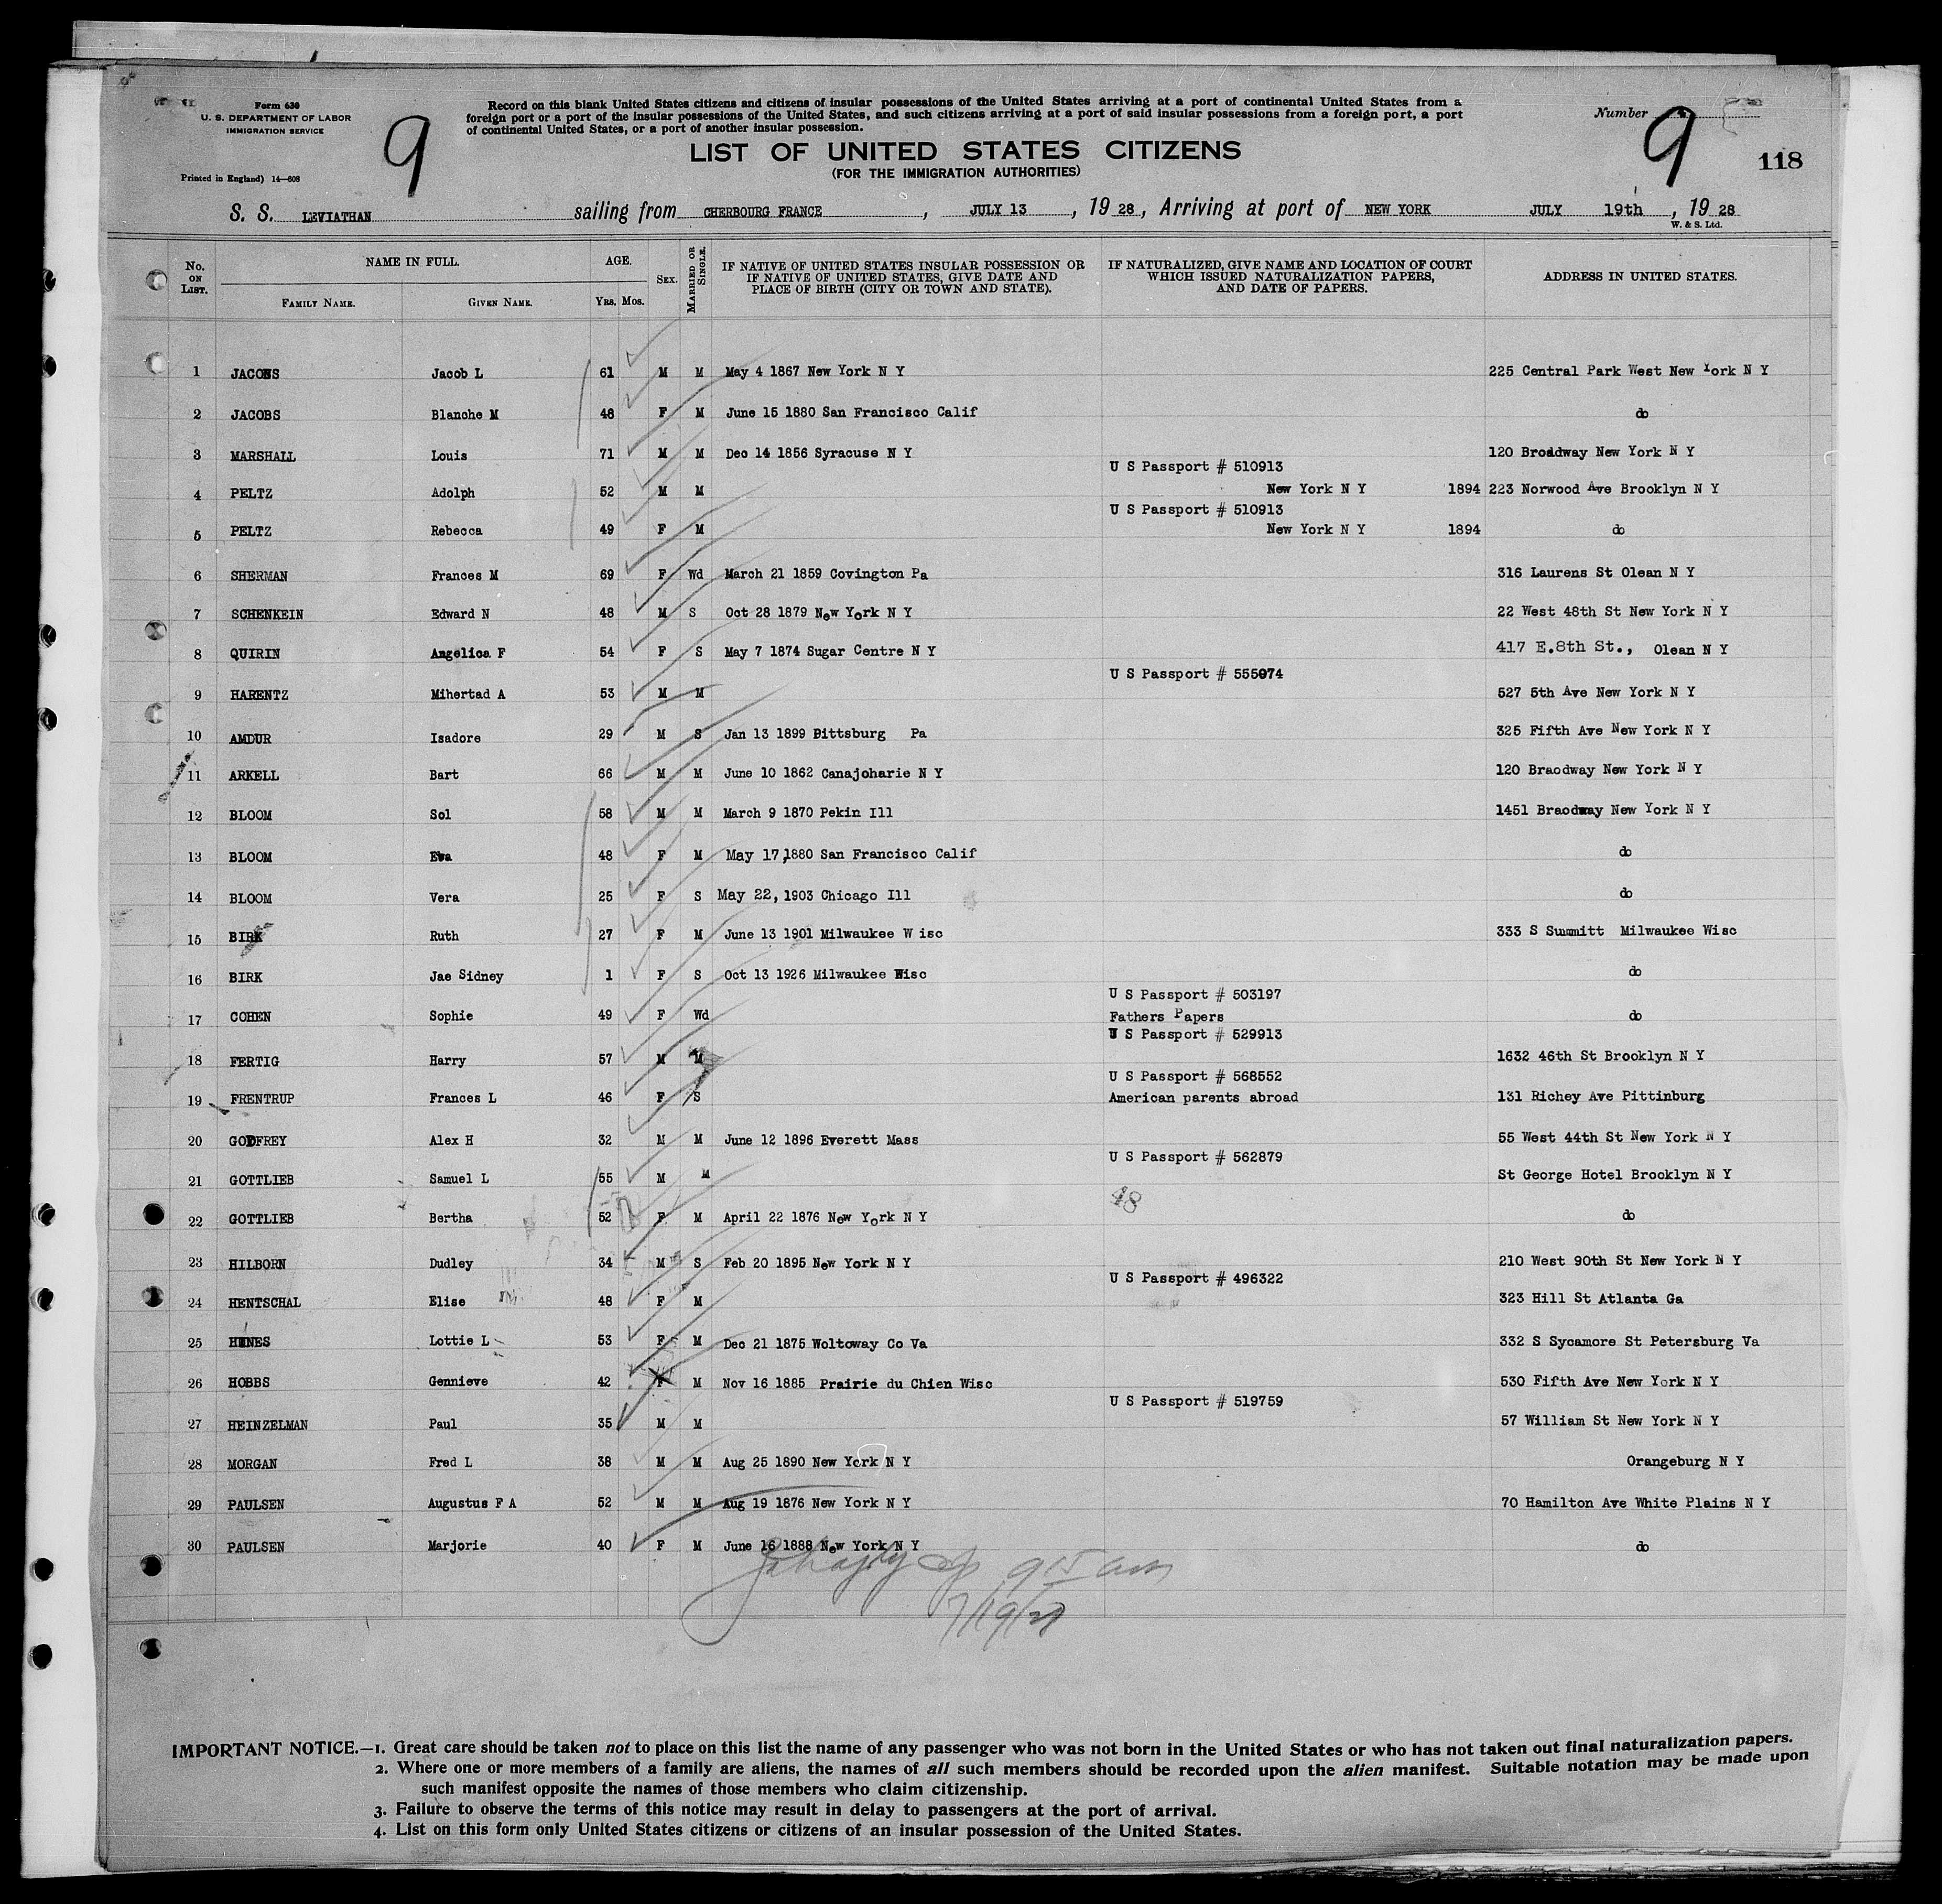 Form 630
U. S. DEPARTMENT OF LABOR
IMMIGRATION SERVICE
Printed in England) 14—608
9
Record on this blank United States citizens and citizens of insular possessions of the United States arriving at a port of continental United States from a
foreign port or a port of the insular possessions of the United States, and such citizens arriving at a port of said insular possessions from a foreign port, a port
of continental United States, or a port of another insular possession.
LIST OF UNITED STATES CITIZENS
(FOR THE IMMIGRATION AUTHORITIES)
Number 9
118
S. S. LEVIATHAN sailing from CHERBOURG FRANCE, JULY 13, 19 28, Arriving at port of NEW YORK JULY 19th, 19 28
W. & S. Ltd.
No. ON LIST. NAME IN FULL. FAMILY NAME. GIVEN NAME. AGE. YRS. MOS. SEX. MARRIED OR SINGLE. IF NATIVE OF UNITED STATES INSULAR POSSESSION OR IF NATIVE OF UNITED STATES, GIVE DATE AND PLACE OF BIRTH (CITY OR TOWN AND STATE). IF NATURALIZED, GIVE NAME AND LOCATION OF COURT WHICH ISSUED NATURALIZATION PAPERS, AND DATE OF PAPERS. ADDRESS IN UNITED STATES.
1 JACOBS Jacob L 61 M M May 4 1867 New York N Y 225 Central Park West New York N Y
2 JACOBS Blanche M 48 F M June 15 1880 San Francisco Calif do
3 MARSHALL Louis 71 M M Dec 14 1856 Syracuse N Y 120 Broadway New York N Y
U S Passport # 510913
4 PELTZ Adolph 52 M M New York N Y 1894 223 Norwood Ave Brooklyn N Y
U S Passport # 510913
5 PELTZ Rebecca 49 F M New York N Y 1894 do
6 SHERMAN Frances M 69 F Wd March 21 1859 Covington Pa 316 Laurens St Olean N Y
7 SCHENKEIN Edward N 48 M S Oct 28 1879 New York N Y 22 West 48th St New York N Y
8 QUIRIN Angelica F 54 F S May 7 1874 Sugar Centre N Y 417 E.8th St., Olean N Y
U S Passport # 555074
9 HARENTZ Mihertad A 53 M M 527 5th Ave New York N Y
10 AMDUR Isadore 29 M S Jan 13 1899 Pittsburg Pa 325 Fifth Ave New York N Y
11 ARKELL Bart 66 M M June 10 1862 Canajoharie N Y 120 Braodway New York N Y
12 BLOOM Sol 58 M M March 9 1870 Pekin Ill 1451 Braodway New York N Y
13 BLOOM Eva 48 F M May 17,1880 San Francisco Calif do
14 BLOOM Vera 25 F S May 22, 1903 Chicago Ill do
15 BIRK Ruth 27 F M June 13 1901 Milwaukee W isc 333 S Summitt Milwaukee Wisc
16 BIRK Jae Sidney 1 F S Oct 13 1926 Milwaukee Wisc do
U S Passport # 503197
17 COHEN Sophie 49 F Wd Fathers Papers do
U S Passport # 529913
18 FERTIG Harry 57 M M 1632 46th St Brooklyn N Y
U S Passport # 568552
19 FRENTRUP Frances L 46 F S American parents abroad 131 Richey Ave Pittinburg
20 GODFREY Alex H 32 M M June 12 1896 Everett Mass 55 West 44th St New York N Y
U S Passport # 562879
21 GOTTLIEB Samuel L 55 M M St George Hotel Brooklyn N Y
22 GOTTLIEB Bertha 52 F M April 22 1876 New York N Y do
23 HILBORN Dudley 34 M S Feb 20 1895 New York N Y 210 West 90th St New York N Y
U S Passport # 496322
24 HENTSCHAL Elise 48 F M 323 Hill St Atlanta Ga
25 HINES Lottie L 53 F M Dec 21 1875 Woltoway Co Va 332 S Sycamore St Petersburg Va
26 HOBBS Gennieve 42 F M Nov 16 1885 Prairie du Chien Wisc 530 Fifth Ave New York N Y
U S Passport # 519759
27 HEINZELMAN Paul 35 M M 57 William St New York N Y
28 MORGAN Fred L 38 M M Aug 25 1890 New York N Y Orangeburg N Y
29 PAULSEN Augustus F A 52 M M Aug 19 1876 New York N Y 70 Hamilton Ave White Plains N Y
30 PAULSEN Marjorie 40 F M June 16 1888 New York N Y do
915 am
IMPORTANT NOTICE.—1. Great care should be taken not to place on this list the name of any passenger who was not born in the United States or who has not taken out final naturalization papers.
2. Where one or more members of a family are aliens, the names of all such members should be recorded upon the alien manifest. Suitable notation may be made upon
such manifest opposite the names of those members who claim citizenship.
3. Failure to observe the terms of this notice may result in delay to passengers at the port of arrival.
4. List on this form only United States citizens or citizens of an insular possession of the United States.